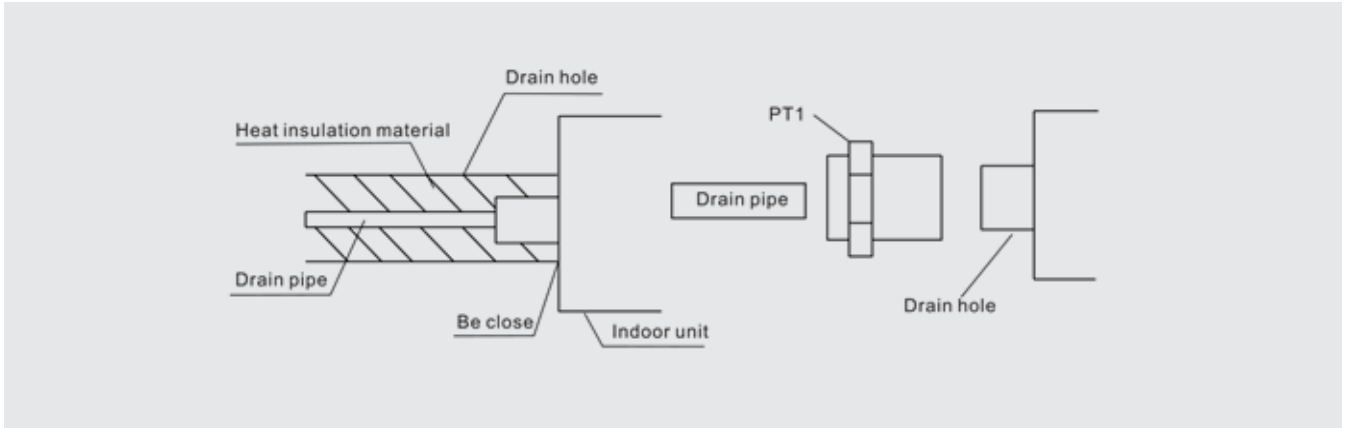 Drain hole
Heat insulation material
Drain pipe
Be close
Indoor unit
Drain pipe
PT1
Drain hole